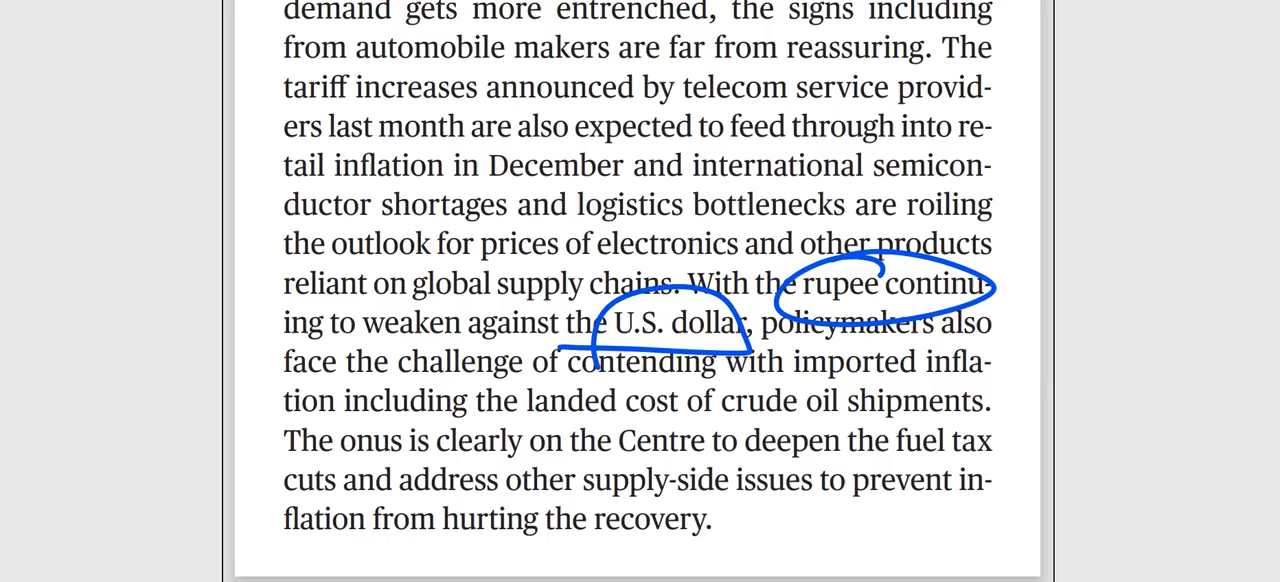 demand gets more entrenched, the signs including
from automobile makers are far from reassuring. The
tariff increases announced by telecom service provid-
ers last month are also expected to feed through into re-
tail inflation in December and international semicon-
ductor shortages and logistics bottlenecks are roiling
the outlook for prices of electronics and other products
reliant on global supply chains. With the rupee continu-
ing to weaken against the U.S. dollar, policymakers also
face the challenge of contending with imported infla-
tion including the landed cost of crude oil shipments.
The onus is clearly on the Centre to deepen the fuel tax
cuts and address other supply-side issues to prevent in-
flation from hurting the recovery.